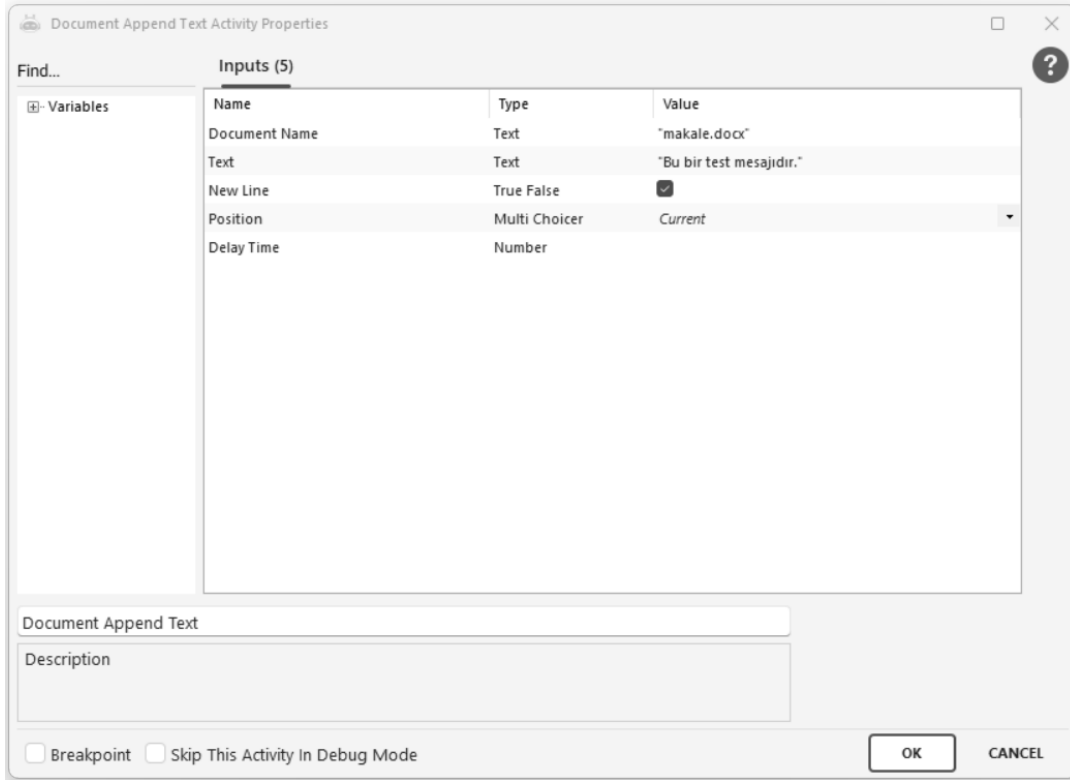 Document Append Text Activity Properties
Find...
Inputs (5)
?
Variables
Name Type Value
Document Name Text "makale.docx"
Text Text "Bu bir test mesajıdır."
New Line True False
Position Multi Choicer Current
Delay Time Number
Document Append Text
Description
Breakpoint Skip This Activity In Debug Mode OK CANCEL